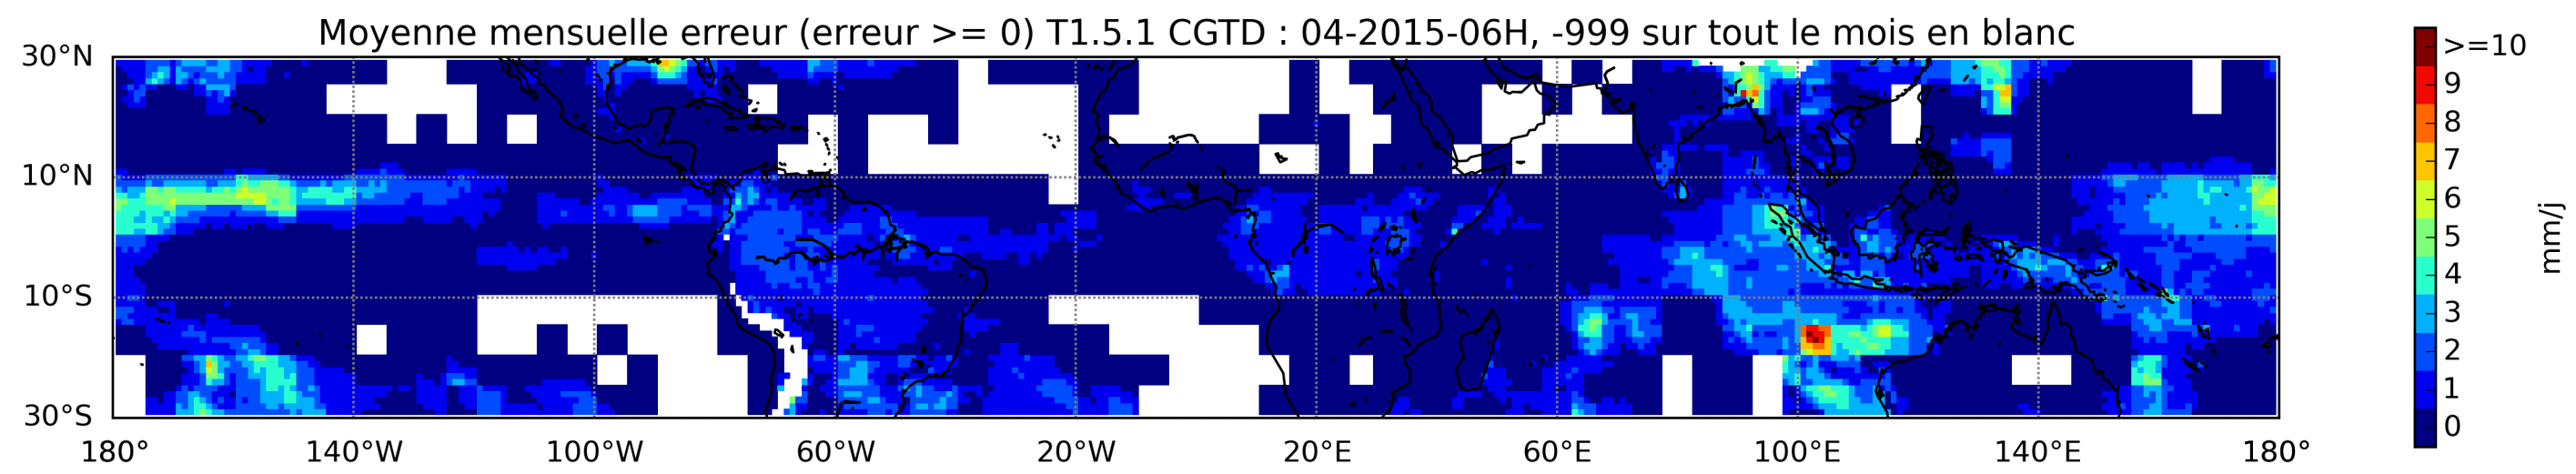 Moyenne mensuelle erreur (erreur >= 0) T1.5.1 CGTD : 04-2015-06H, -999 sur tout le mois en blanc
30°N
10°N
10°S
30°S
180° 140°W 100°W 60°W 20°W 20°E 60°E 100°E 140°E 180°
>=10
9
8
7
6
5
4
3
2
1
0
mm/j